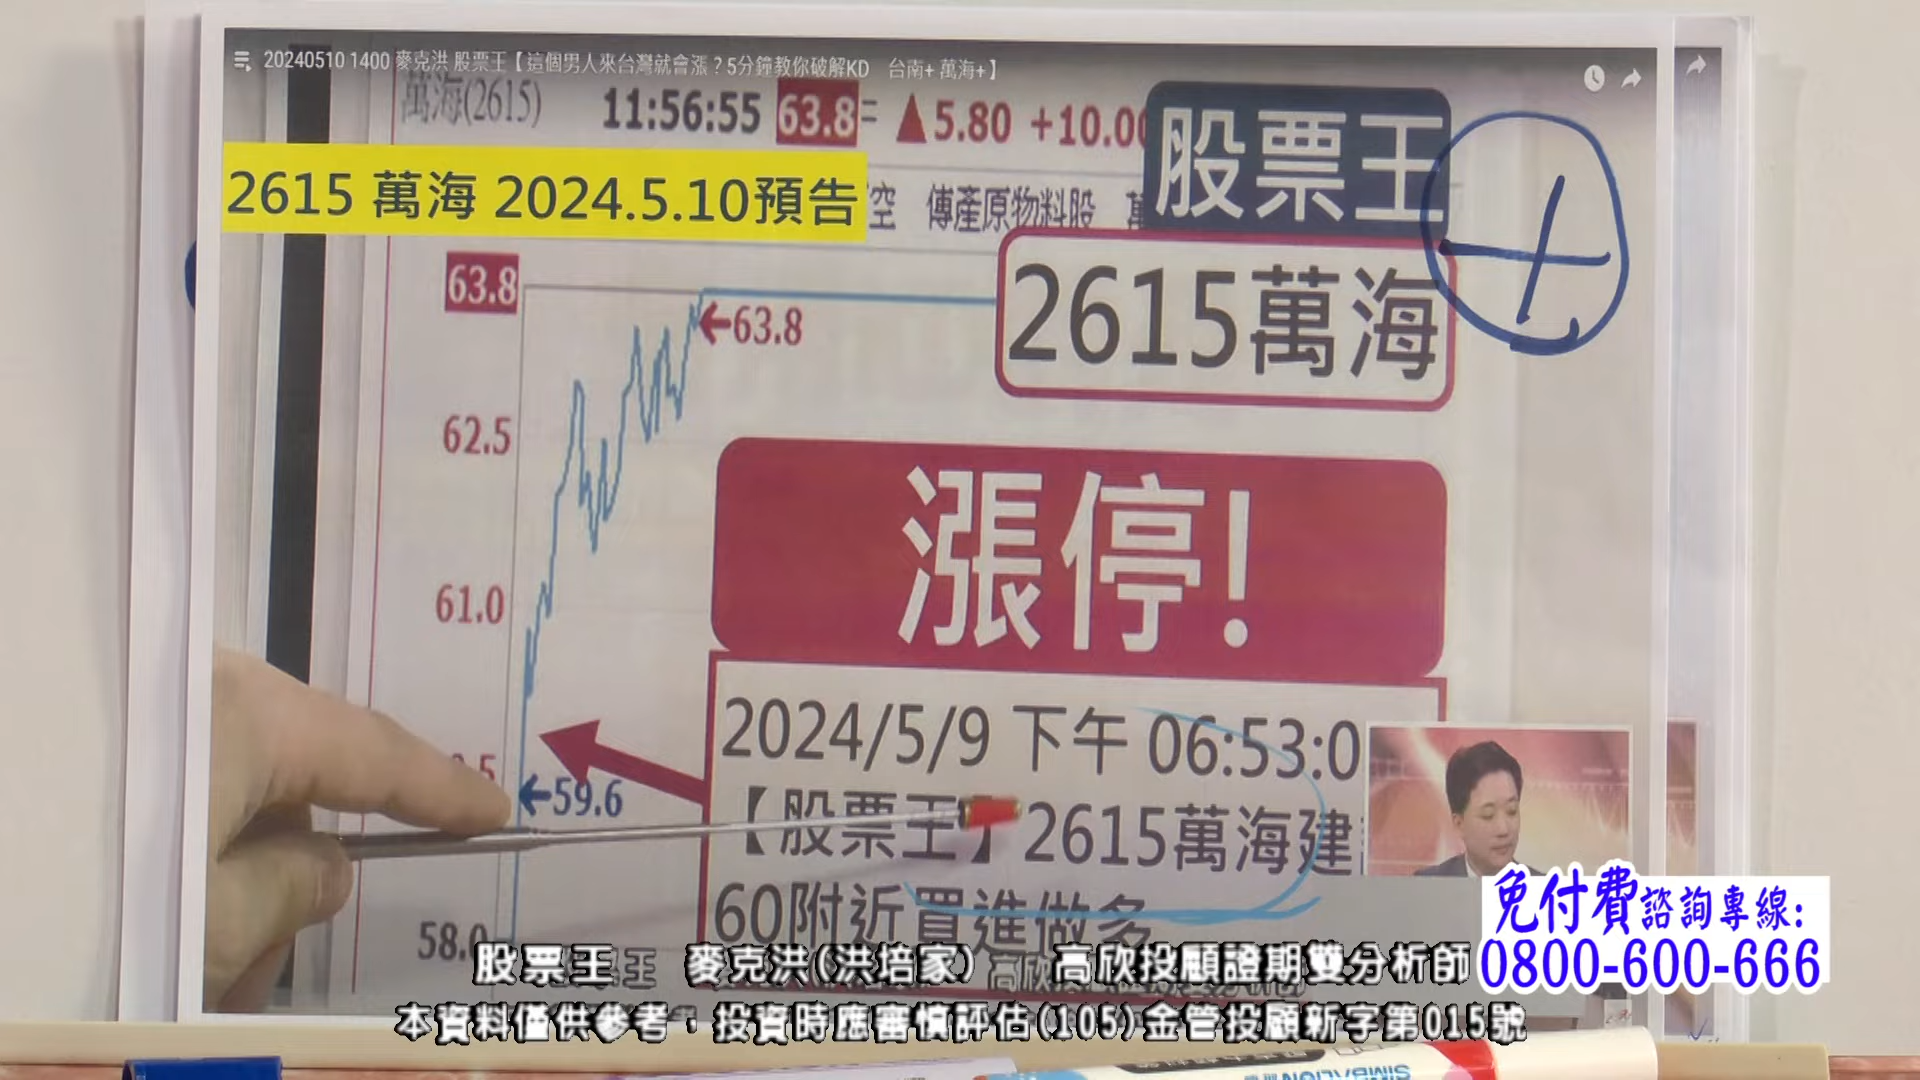 20240510 1400 麥克洪 股票王【這個男人來台灣就會漲？5分鐘教你破解KD 台南+ 萬海+】
萬海(2615) 11:56:55 63.8= ▲5.80 +10.00
股票王
2615 萬海 2024.5.10預告
空 傳產原物料股
2615萬海
63.8
←63.8
62.5
漲停!
61.0
2024/5/9 下午 06:53:0
←59.6
【股票王】2615萬海建
60附近買進做多
58.0
免付費諮詢專線:
0800-600-666
股票王 麥克洪(洪培家) 高欣投顧證期雙分析師
本資料僅供參考，投資時應審慎評估(105)金管投顧新字第015號
SIMBALION